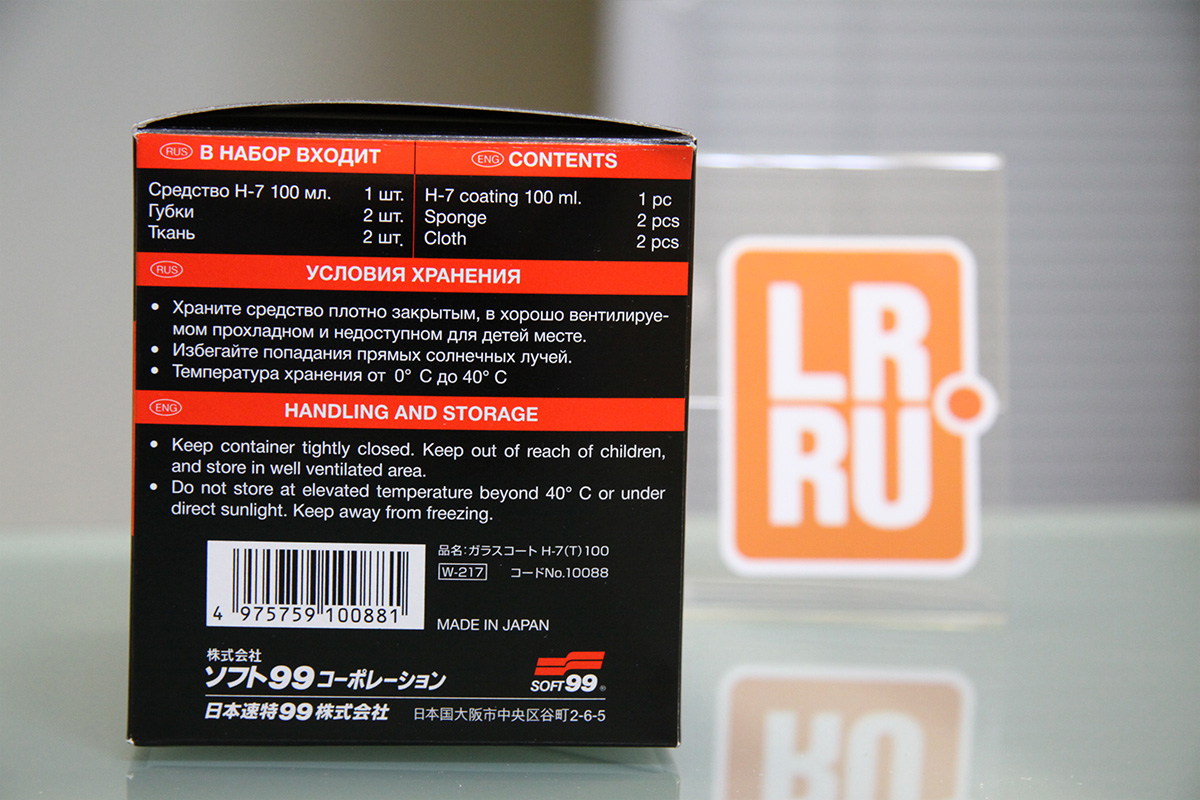 RUS В НАБОР ВХОДИТ
Средство H-7 100 мл. 1 шт.
Губки 2 шт.
Ткань 2 шт.
ENG CONTENTS
H-7 coating 100 ml. 1 pc
Sponge 2 pcs
Cloth 2 pcs
RUS УСЛОВИЯ ХРАНЕНИЯ
• Храните средство плотно закрытым, в хорошо вентилируе-
мом прохладном и недоступном для детей месте.
• Избегайте попадания прямых солнечных лучей.
• Температура хранения от 0° С до 40° С
ENG HANDLING AND STORAGE
• Keep container tightly closed. Keep out of reach of children,
and store in well ventilated area.
• Do not store at elevated temperature beyond 40° C or under
direct sunlight. Keep away from freezing.
品名:ガラスコート H-7(T)100
W-217 コードNo.10088
4 975759 100881
MADE IN JAPAN
株式会社
ソフト99コーポレーション
SOFT99®
日本速特99株式会社 日本国大阪市中央区谷町2-6-5
LR
RU